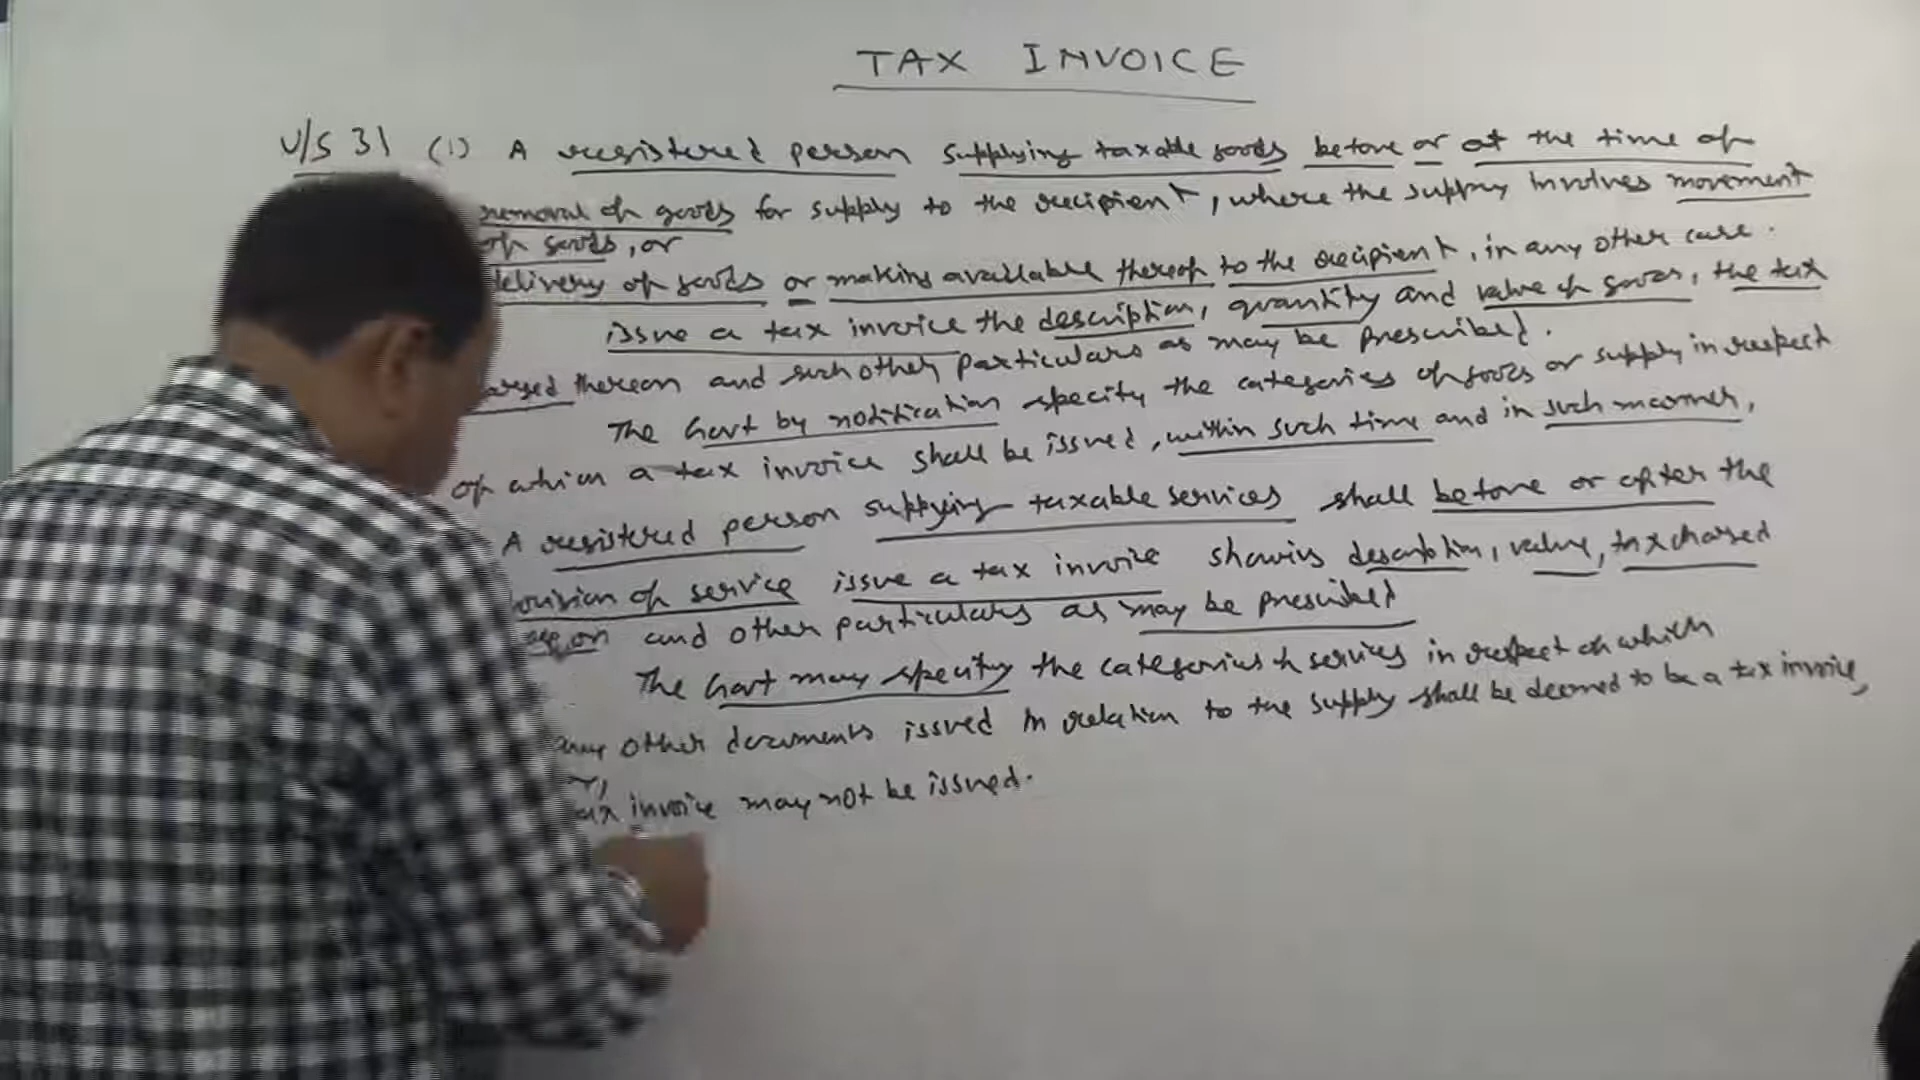 TAX INVOICE
U/S 31 (1) A registered person supplying taxable goods before or at the time of
removal of goods for supply to the recipient, where the supply involves movement
of goods, or
delivery of goods or making available thereof to the recipient, in any other case.
issue a tax invoice the description, quantity and value of goods, the tax
arged thereon and such other particulars as may be prescribed.
The Govt by notification specify the categories of goods or supply in respect
of which a tax invoice shall be issued, within such time and in such manner,
A registered person supplying taxable services shall before or after the
ovision of service issue a tax invoice showing description, value, tax charged
and other particulars as may be prescribed
The Govt may specify the categories of services in respect of which
any other documents issued in relation to the supply shall be deemed to be a tax invoice,
ax invoice may not be issued.